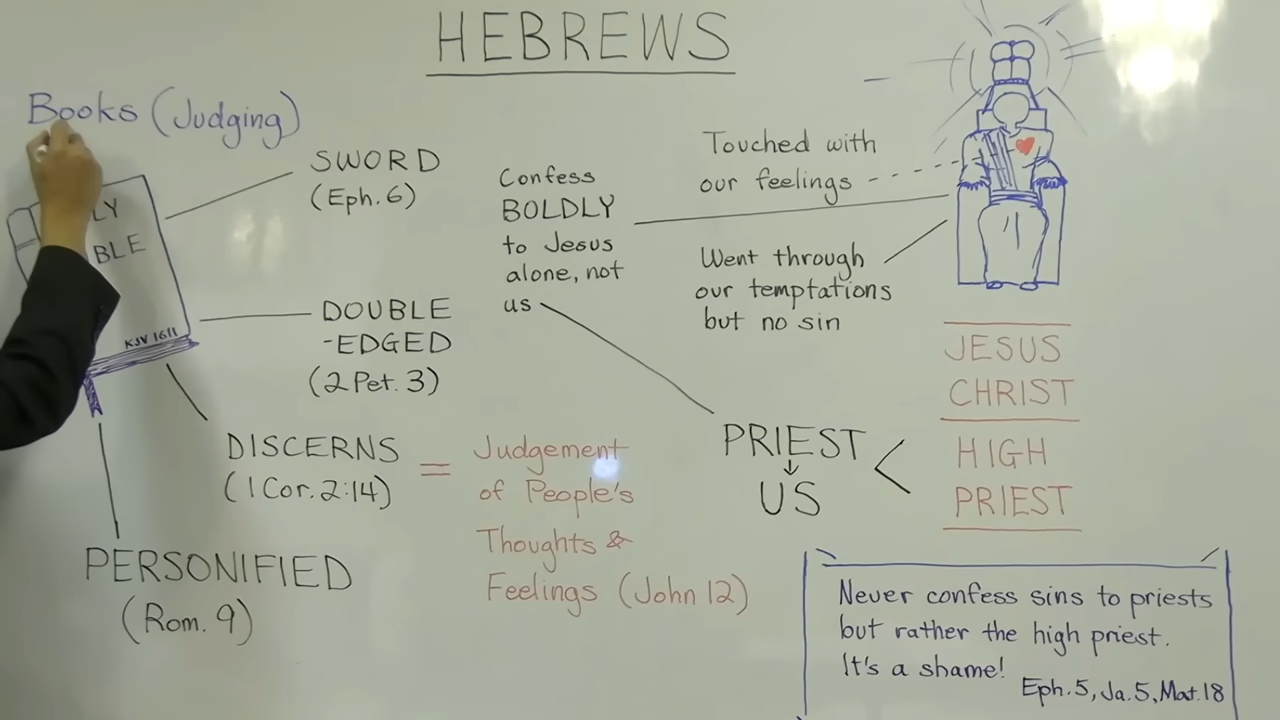 HEBREWS
Books (Judging)
LY
BLE
KJV 1611
SWORD
(Eph. 6)
DOUBLE
-EDGED
(2 Pet. 3)
DISCERNS
(1 Cor. 2:14)
=
Judgement
of People's
Thoughts &
Feelings (John 12)
PERSONIFIED
(Rom. 9)
Confess
BOLDLY
to Jesus
alone, not
us
Touched with
our feelings
Went through
our temptations
but no sin
PRIEST
US
<
JESUS
CHRIST
HIGH
PRIEST
Never confess sins to priests
but rather the high priest.
It's a shame!
Eph. 5, Ja. 5, Mat. 18